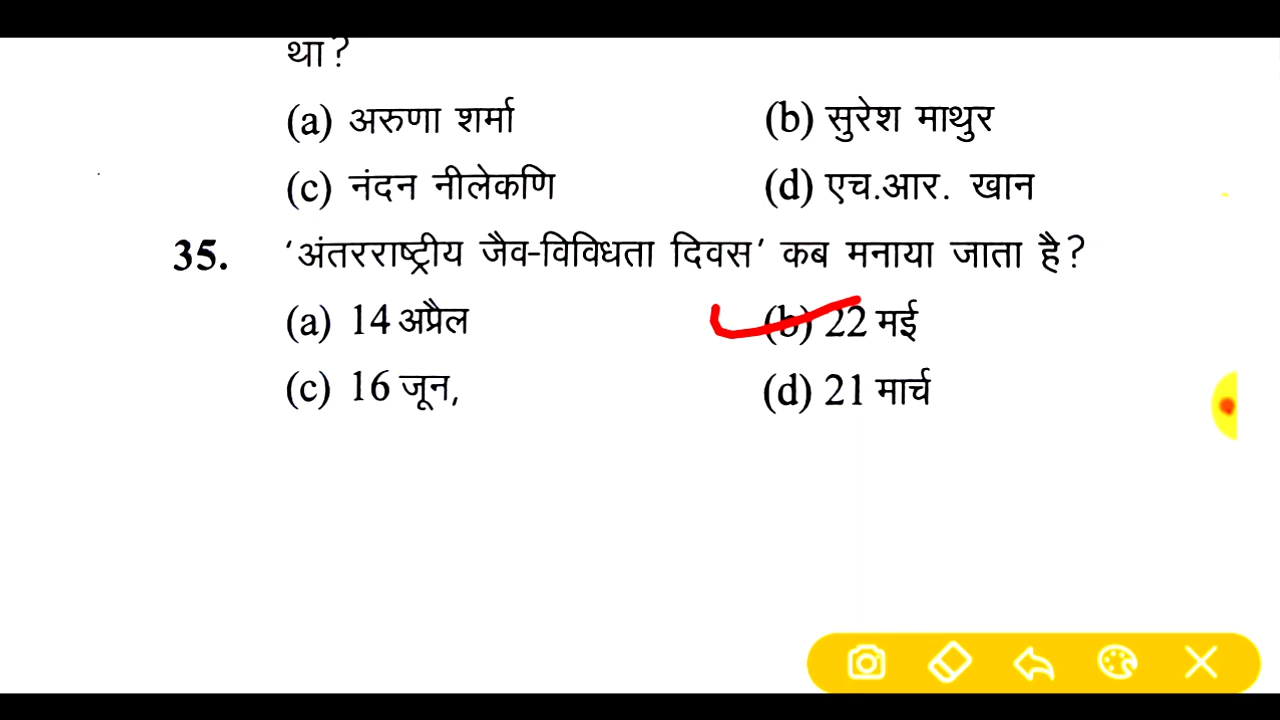 था?
(a) अरुणा शर्मा (b) सुरेश माथुर
(c) नंदन नीलेकणि (d) एच.आर. खान
35. 'अंतरराष्ट्रीय जैव-विविधता दिवस' कब मनाया जाता है?
(a) 14 अप्रैल (b) 22 मई
(c) 16 जून, (d) 21 मार्च